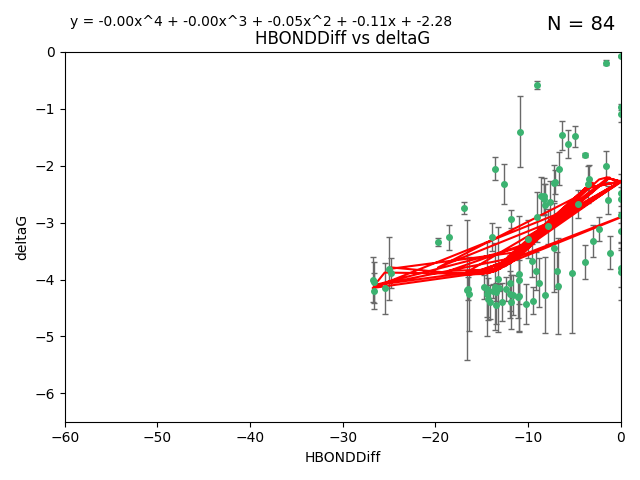 y = -0.00x^4 + -0.00x^3 + -0.05x^2 + -0.11x + -2.28
N = 84
HBONDDiff vs deltaG
0
−1
−2
−3
−4
−5
−6
deltaG
−60
−50
−40
−30
−20
−10
0
HBONDDiff